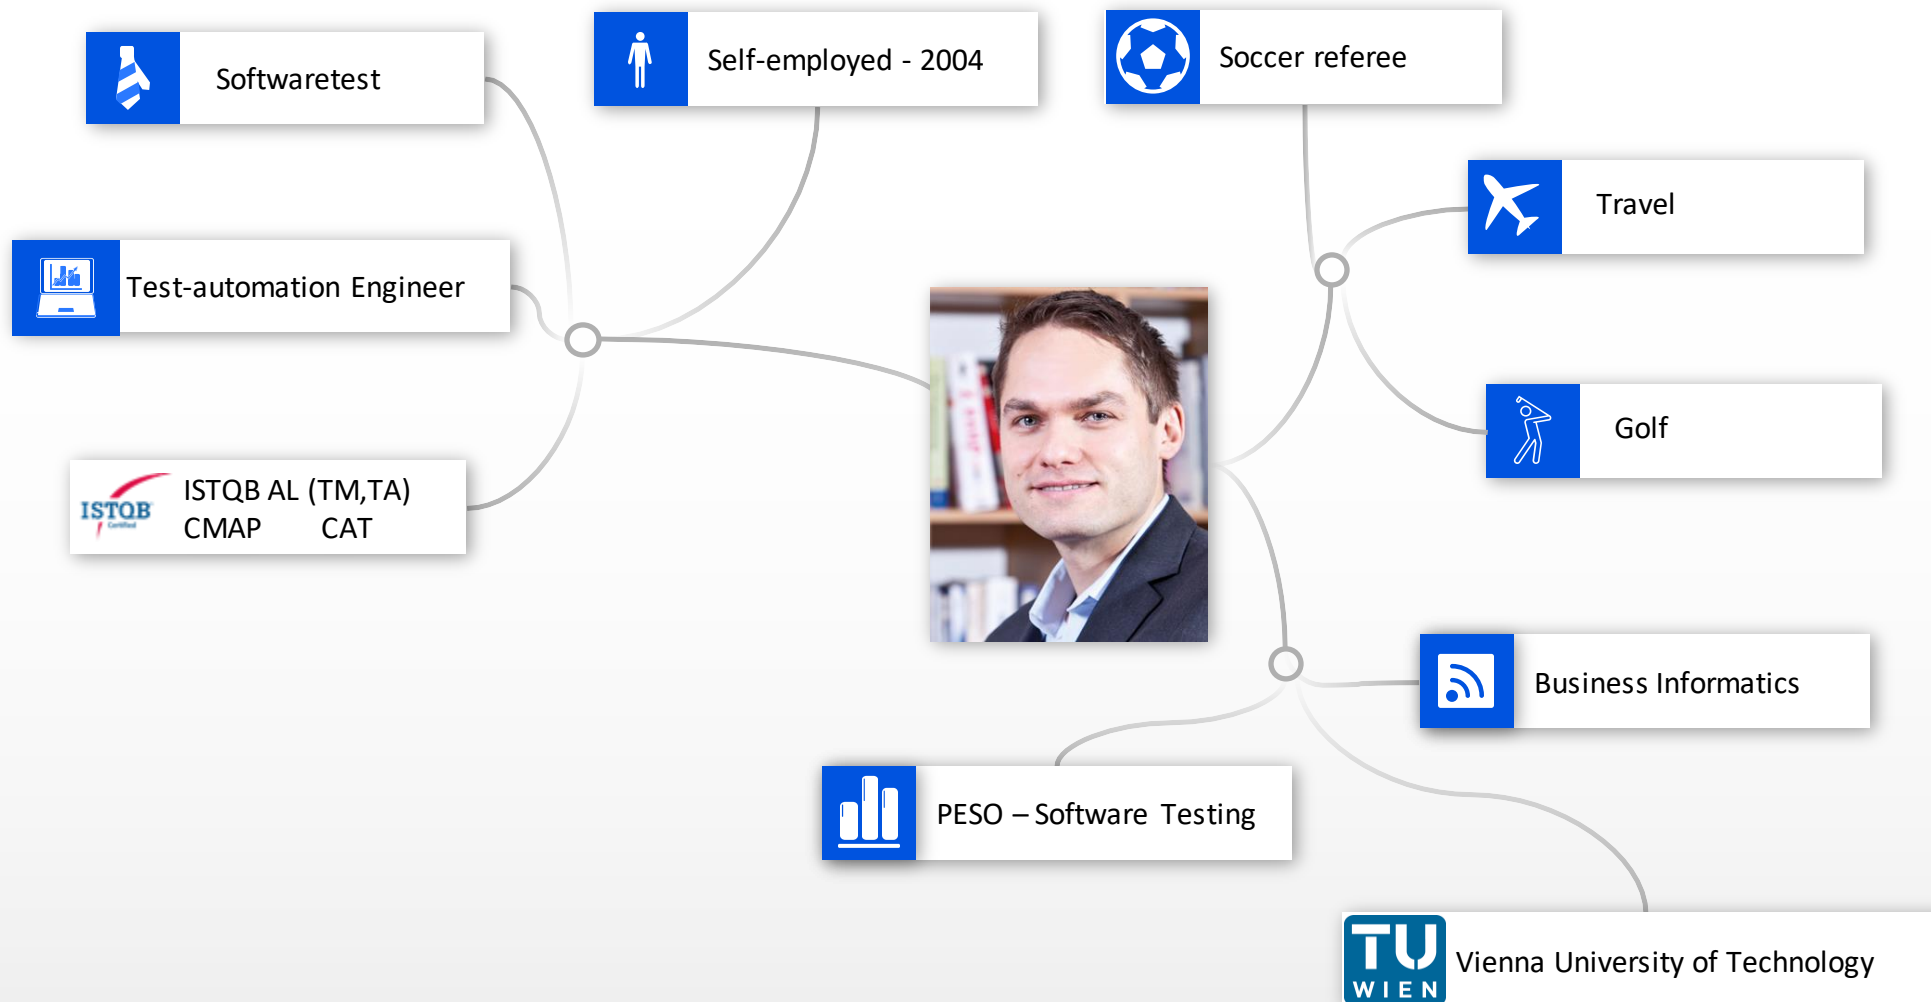 Softwaretest
Self-employed - 2004
Soccer referee
Travel
Test-automation Engineer
Golf
ISTQB
Certified
ISTQB AL (TM,TA)
CMAP CAT
Business Informatics
PESO – Software Testing
TU
WIEN
Vienna University of Technology